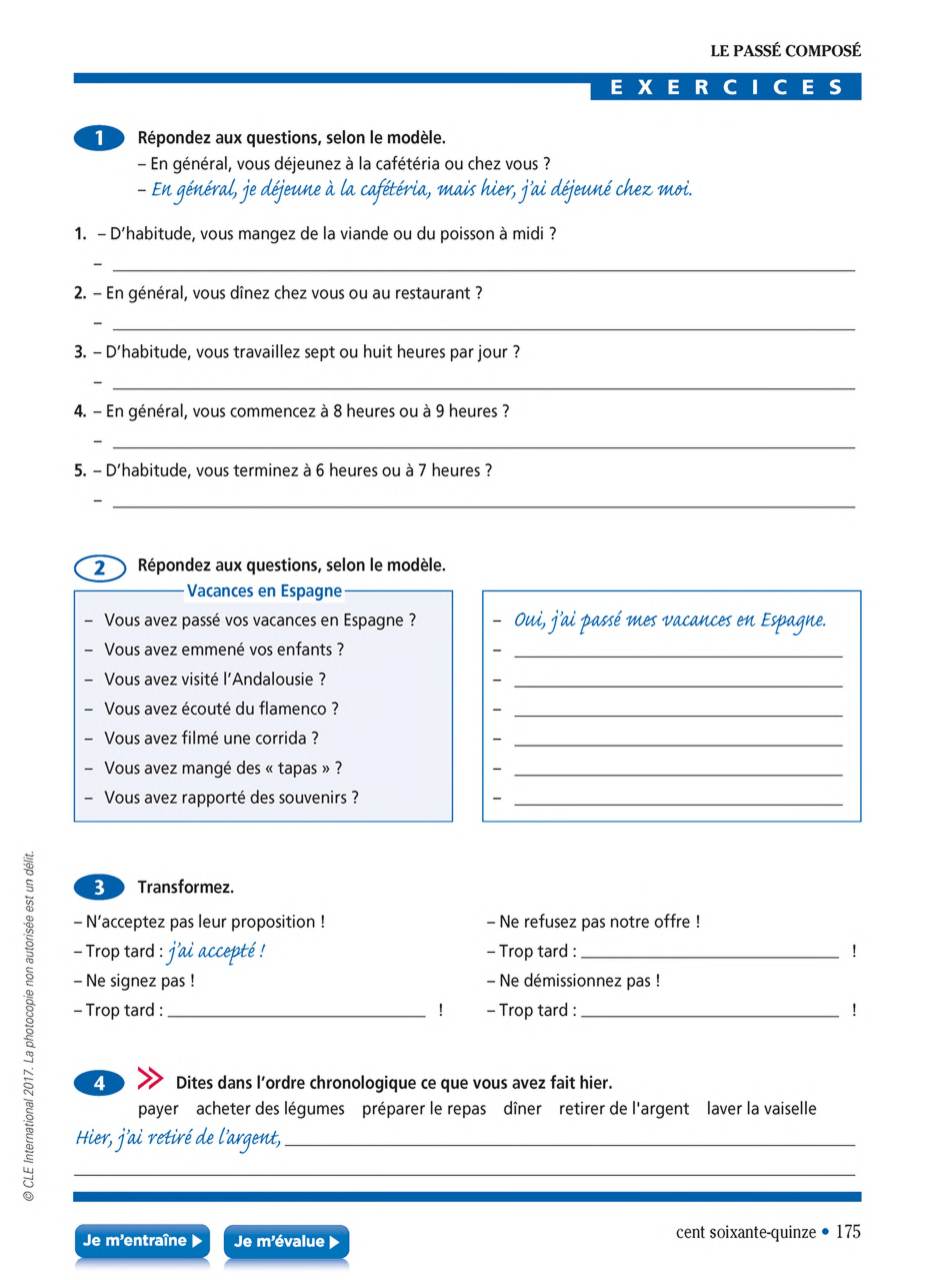 LE PASSÉ COMPOSÉ
EXERCICES
1 Répondez aux questions, selon le modèle.
– En général, vous déjeunez à la cafétéria ou chez vous ?
– En général, je déjeune à la cafétéria, mais hier, j'ai déjeuné chez moi.
1. – D'habitude, vous mangez de la viande ou du poisson à midi ?
–
2. – En général, vous dînez chez vous ou au restaurant ?
–
3. – D'habitude, vous travaillez sept ou huit heures par jour ?
–
4. – En général, vous commencez à 8 heures ou à 9 heures ?
–
5. – D'habitude, vous terminez à 6 heures ou à 7 heures ?
–
2 Répondez aux questions, selon le modèle.
Vacances en Espagne
– Vous avez passé vos vacances en Espagne ?
– Vous avez emmené vos enfants ?
– Vous avez visité l'Andalousie ?
– Vous avez écouté du flamenco ?
– Vous avez filmé une corrida ?
– Vous avez mangé des « tapas » ?
– Vous avez rapporté des souvenirs ?
– Oui, j'ai passé mes vacances en Espagne.
–
–
–
–
–
–
3 Transformez.
– N'acceptez pas leur proposition !
– Trop tard : j'ai accepté !
– Ne signez pas !
– Trop tard : !
– Ne refusez pas notre offre !
– Trop tard : !
– Ne démissionnez pas !
– Trop tard : !
4 Dites dans l'ordre chronologique ce que vous avez fait hier.
payer acheter des légumes préparer le repas dîner retirer de l'argent laver la vaisselle
Hier, j'ai retiré de l'argent,
© CLE International 2017. La photocopie non autorisée est un délit.
Je m'entraîne
Je m'évalue
cent soixante-quinze • 175